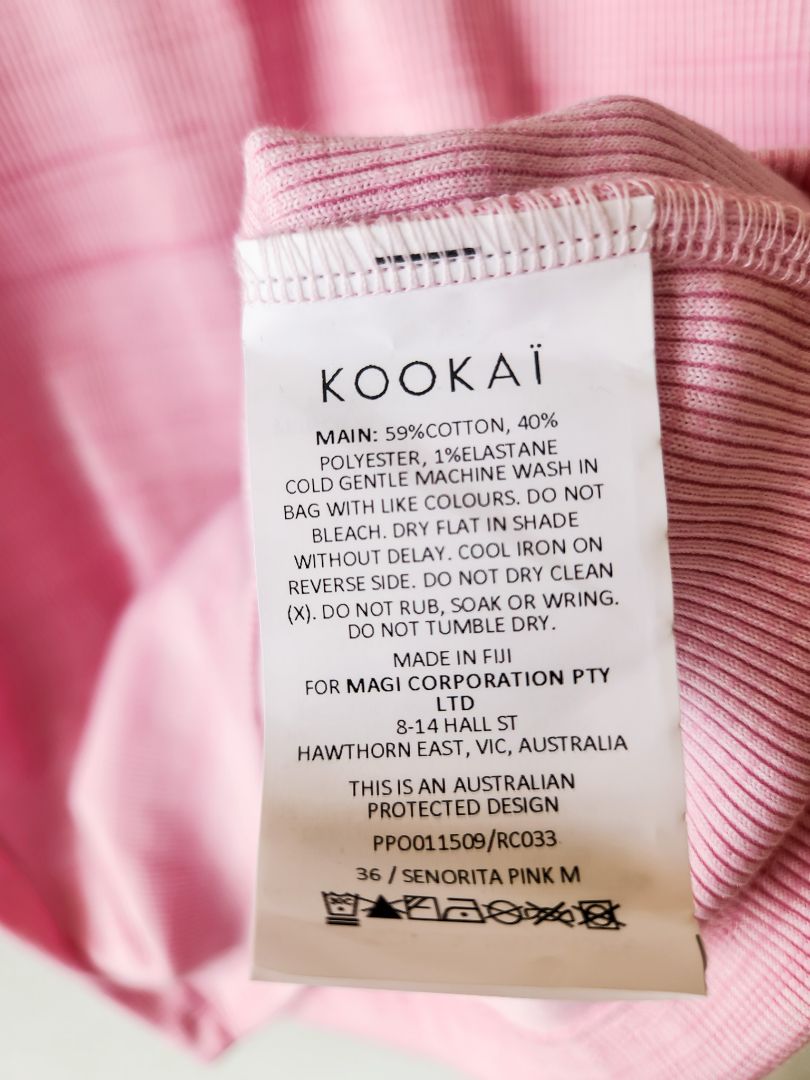 KOOKAÏ
MAIN: 59%COTTON, 40%
POLYESTER, 1%ELASTANE
COLD GENTLE MACHINE WASH IN
BAG WITH LIKE COLOURS. DO NOT
BLEACH. DRY FLAT IN SHADE
WITHOUT DELAY. COOL IRON ON
REVERSE SIDE. DO NOT DRY CLEAN
(X). DO NOT RUB, SOAK OR WRING.
DO NOT TUMBLE DRY.
MADE IN FIJI
FOR MAGI CORPORATION PTY
LTD
8-14 HALL ST
HAWTHORN EAST, VIC, AUSTRALIA
THIS IS AN AUSTRALIAN
PROTECTED DESIGN
PPO011509/RC033
36 / SENORITA PINK M